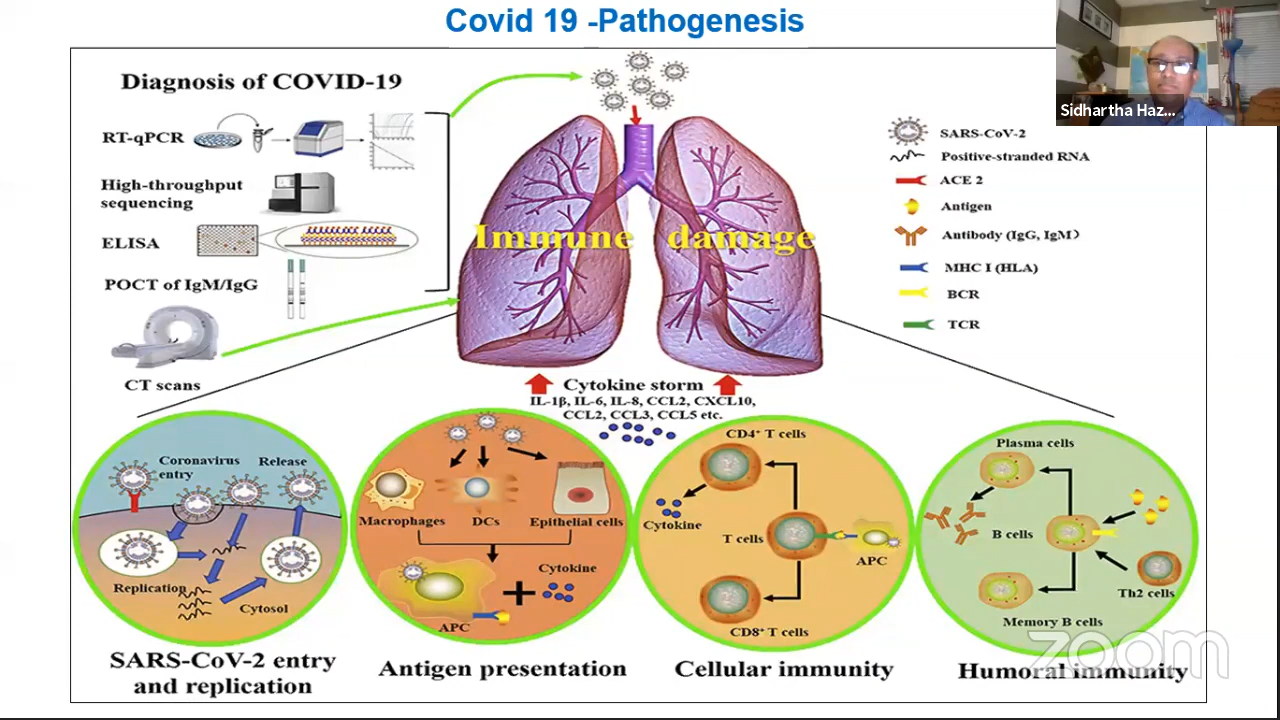 Covid 19 -Pathogenesis
Sidhartha Haz...
Diagnosis of COVID-19
RT-qPCR
High-throughput
sequencing
ELISA
POCT of IgM/IgG
CT scans
Immune damage
SARS-CoV-2
Positive-stranded RNA
ACE 2
Antigen
Antibody (IgG, IgM)
MHC I (HLA)
BCR
TCR
Cytokine storm
IL-1β, IL-6, IL-8, CCL2, CXCL10,
CCL2, CCL3, CCL5 etc.
Coronavirus
entry
Release
Replication
Cytosol
SARS-CoV-2 entry
and replication
Macrophages
DCs
Epithelial cells
Cytokine
APC
Antigen presentation
CD4+ T cells
Cytokine
T cells
APC
CD8+ T cells
Cellular immunity
Plasma cells
B cells
Th2 cells
Memory B cells
Humoral immunity
zoom